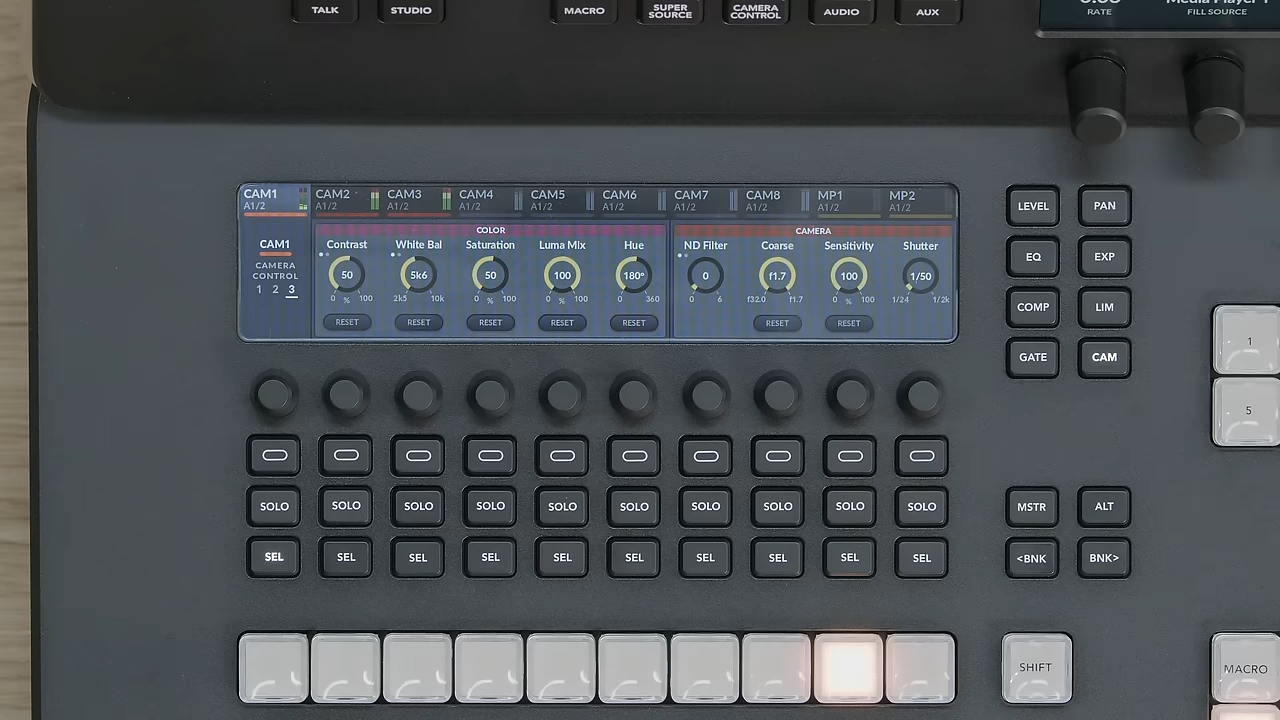 TALK STUDIO MACRO SUPER SOURCE CAMERA CONTROL AUDIO AUX
RATE FILL SOURCE
CAM1 CAM2 CAM3 CAM4 CAM5 CAM6 CAM7 CAM8 MP1 MP2
A1/2 A1/2 A1/2 A1/2 A1/2 A1/2 A1/2 A1/2 A1/2 A1/2
COLOR CAMERA
CAM1 Contrast White Bal Saturation Luma Mix Hue ND Filter Coarse Sensitivity Shutter
CAMERA
CONTROL
50 5k6 50 100 180° 0 f1.7 100 1/50
1 2 3
0 % 100 2k5 10k 0 % 100 0 % 100 0 360 0 6 f32.0 f1.7 0 % 100 1/24 1/2k
RESET RESET RESET RESET RESET RESET RESET
LEVEL PAN
EQ EXP
COMP LIM
GATE CAM
1
5
SOLO SOLO SOLO SOLO SOLO SOLO SOLO SOLO SOLO SOLO MSTR ALT
SEL SEL SEL SEL SEL SEL SEL SEL SEL SEL <BNK BNK>
SHIFT MACRO